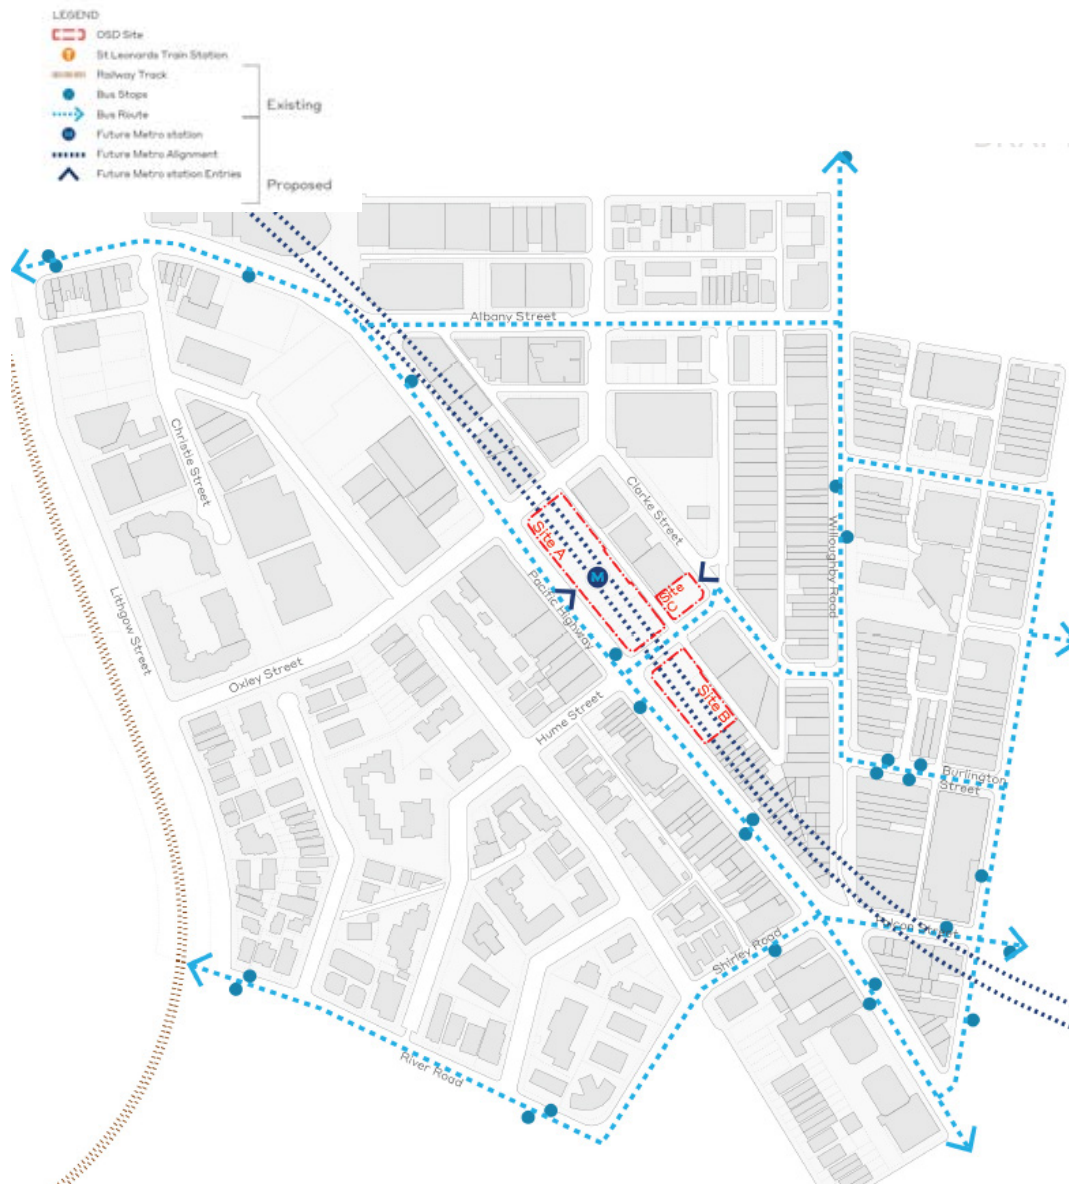 LEGEND
OSD Site
St Leonards Train Station
Railway Track
Bus Stops
Bus Route
Future Metro station
Future Metro Alignment
Future Metro station Entries
Existing
Proposed
Albany Street
Christie Street
Clarke Street
Willoughby Road
Site A
M
Site C
Pacific Highway
Lithgow Street
Oxley Street
Site B
Hume Street
Burlington
Street
Falcon Street
Shirley Road
River Road